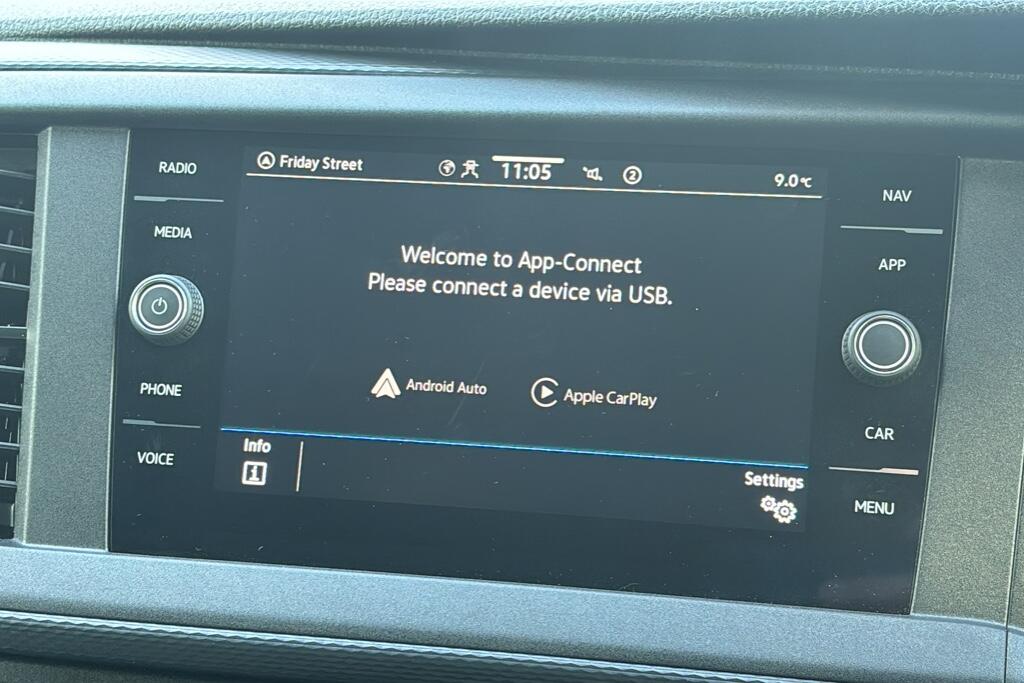 RADIO
MEDIA
PHONE
VOICE
Friday Street
11:05
2
9.0°C
Welcome to App-Connect
Please connect a device via USB.
Android Auto
Apple CarPlay
Info
Settings
NAV
APP
CAR
MENU